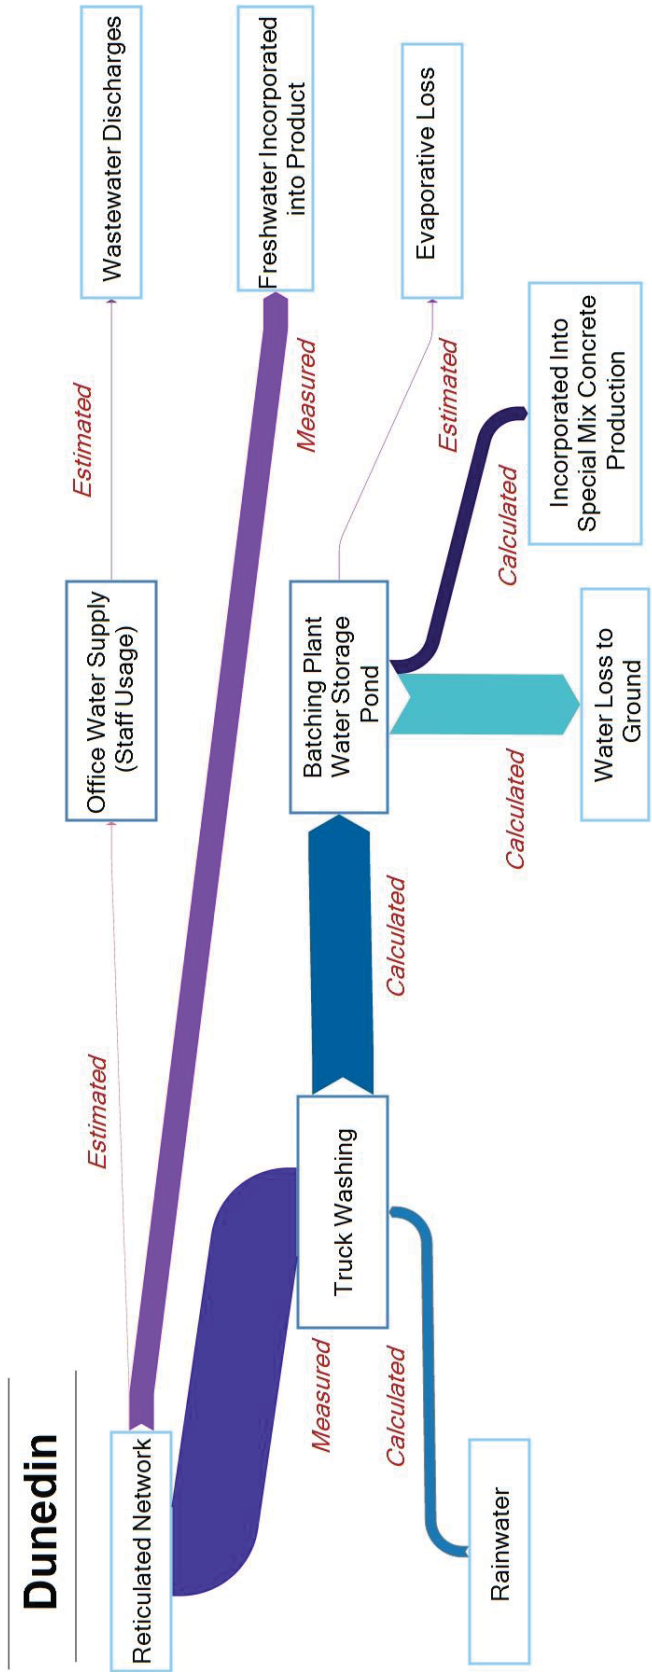 Dunedin
Reticulated Network
Estimated
Office Water Supply
(Staff Usage)
Estimated
Wastewater Discharges
Measured
Freshwater Incorporated
into Product
Measured
Truck Washing
Calculated
Rainwater
Calculated
Batching Plant
Water Storage
Pond
Estimated
Evaporative Loss
Calculated
Incorporated Into
Special Mix Concrete
Production
Calculated
Water Loss to
Ground